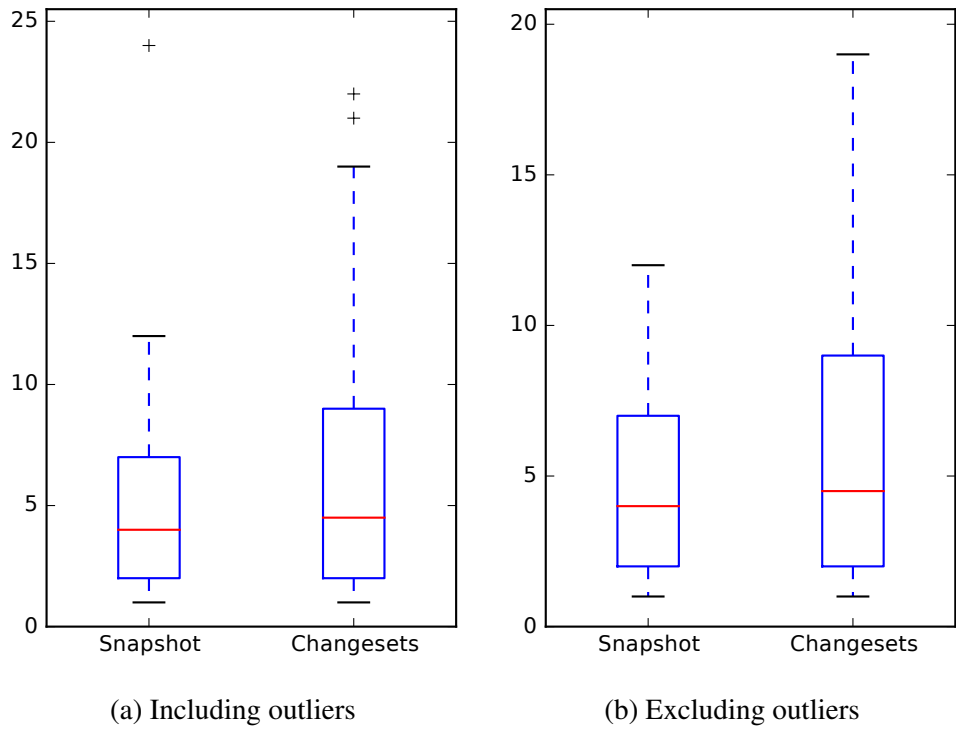 25
20
15
10
5
0
Snapshot
Changesets
(a) Including outliers
20
15
10
5
0
Snapshot
Changesets
(b) Excluding outliers